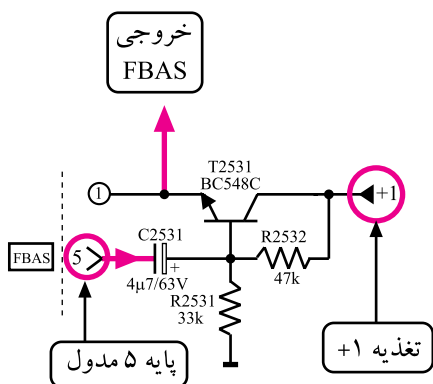 خروجی
FBAS
T2531
BC548C
1
+1
C2531
R2532
FBAS
5
+
4µ7/63V
47k
R2531
33k
پایه ۵ مدول
تغذیه ۱+